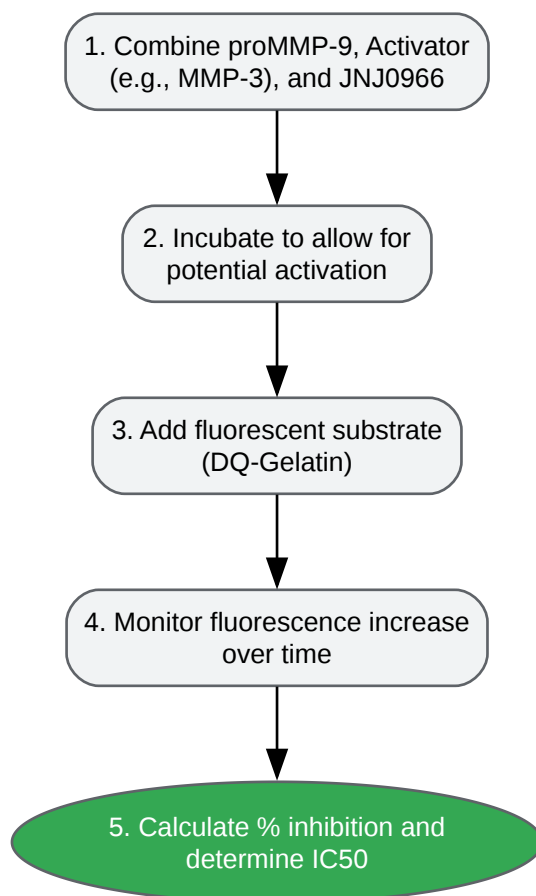 1. Combine proMMP-9, Activator
(e.g., MMP-3), and JNJ0966
2. Incubate to allow for
potential activation
3. Add fluorescent substrate
(DQ-Gelatin)
4. Monitor fluorescence increase
over time
5. Calculate % inhibition and
determine IC50